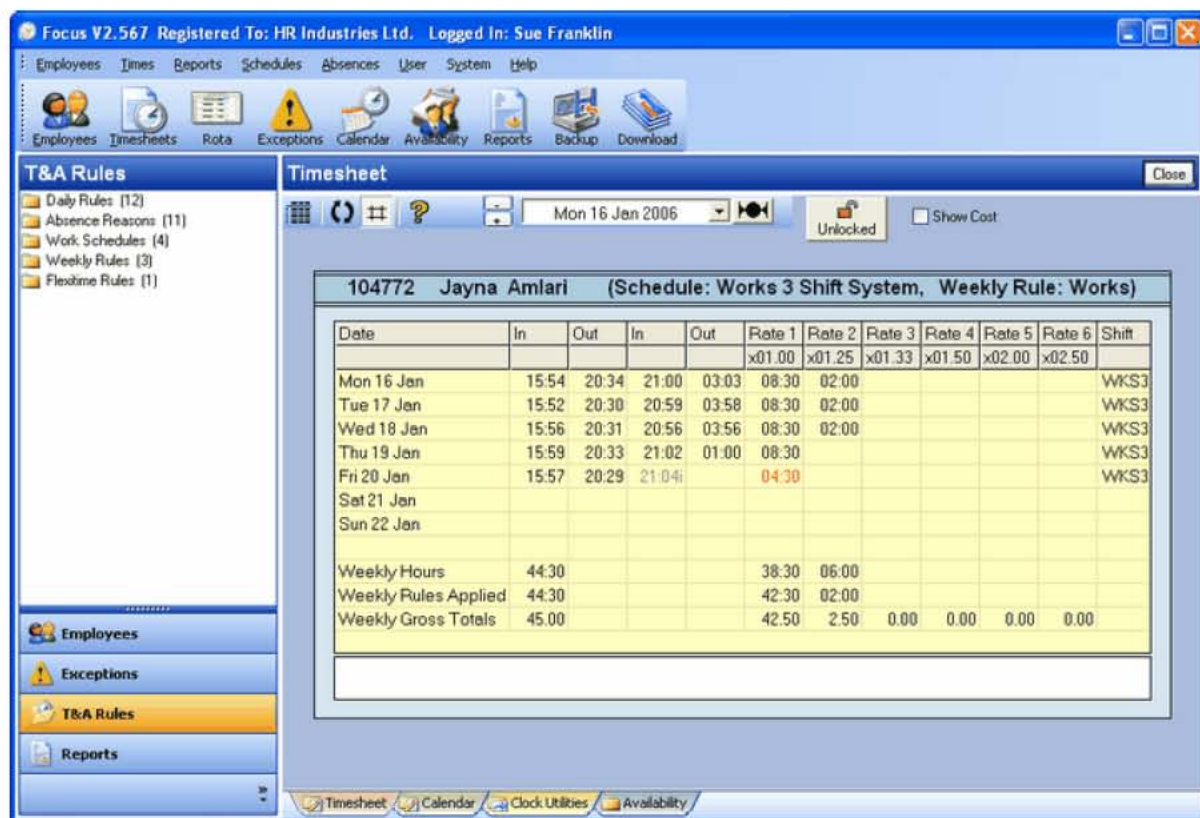 Focus V2.567 Registered To: HR Industries Ltd. Logged In: Sue Franklin
Employees Times Reports Schedules Absences User System Help
Employees Timesheets Rota Exceptions Calendar Availability Reports Backup Download
T&A Rules
Daily Rules (12)
Absence Reasons (11)
Work Schedules (4)
Weekly Rules (3)
Flexitime Rules (1)
Employees
Exceptions
T&A Rules
Reports
Timesheet Close
Mon 16 Jan 2006 Unlocked Show Cost
104772 Jayna Amlari (Schedule: Works 3 Shift System, Weekly Rule: Works)
Date In Out In Out Rate 1 Rate 2 Rate 3 Rate 4 Rate 5 Rate 6 Shift
x01.00 x01.25 x01.33 x01.50 x02.00 x02.50
Mon 16 Jan 15:54 20:34 21:00 03:03 08:30 02:00 WKS3
Tue 17 Jan 15:52 20:30 20:59 03:58 08:30 02:00 WKS3
Wed 18 Jan 15:56 20:31 20:56 03:56 08:30 02:00 WKS3
Thu 19 Jan 15:59 20:33 21:02 01:00 08:30 WKS3
Fri 20 Jan 15:57 20:29 21:04i 04:30 WKS3
Sat 21 Jan
Sun 22 Jan
Weekly Hours 44:30 38:30 06:00
Weekly Rules Applied 44:30 42:30 02:00
Weekly Gross Totals 45.00 42.50 2.50 0.00 0.00 0.00 0.00
Timesheet Calendar Clock Utilities Availability